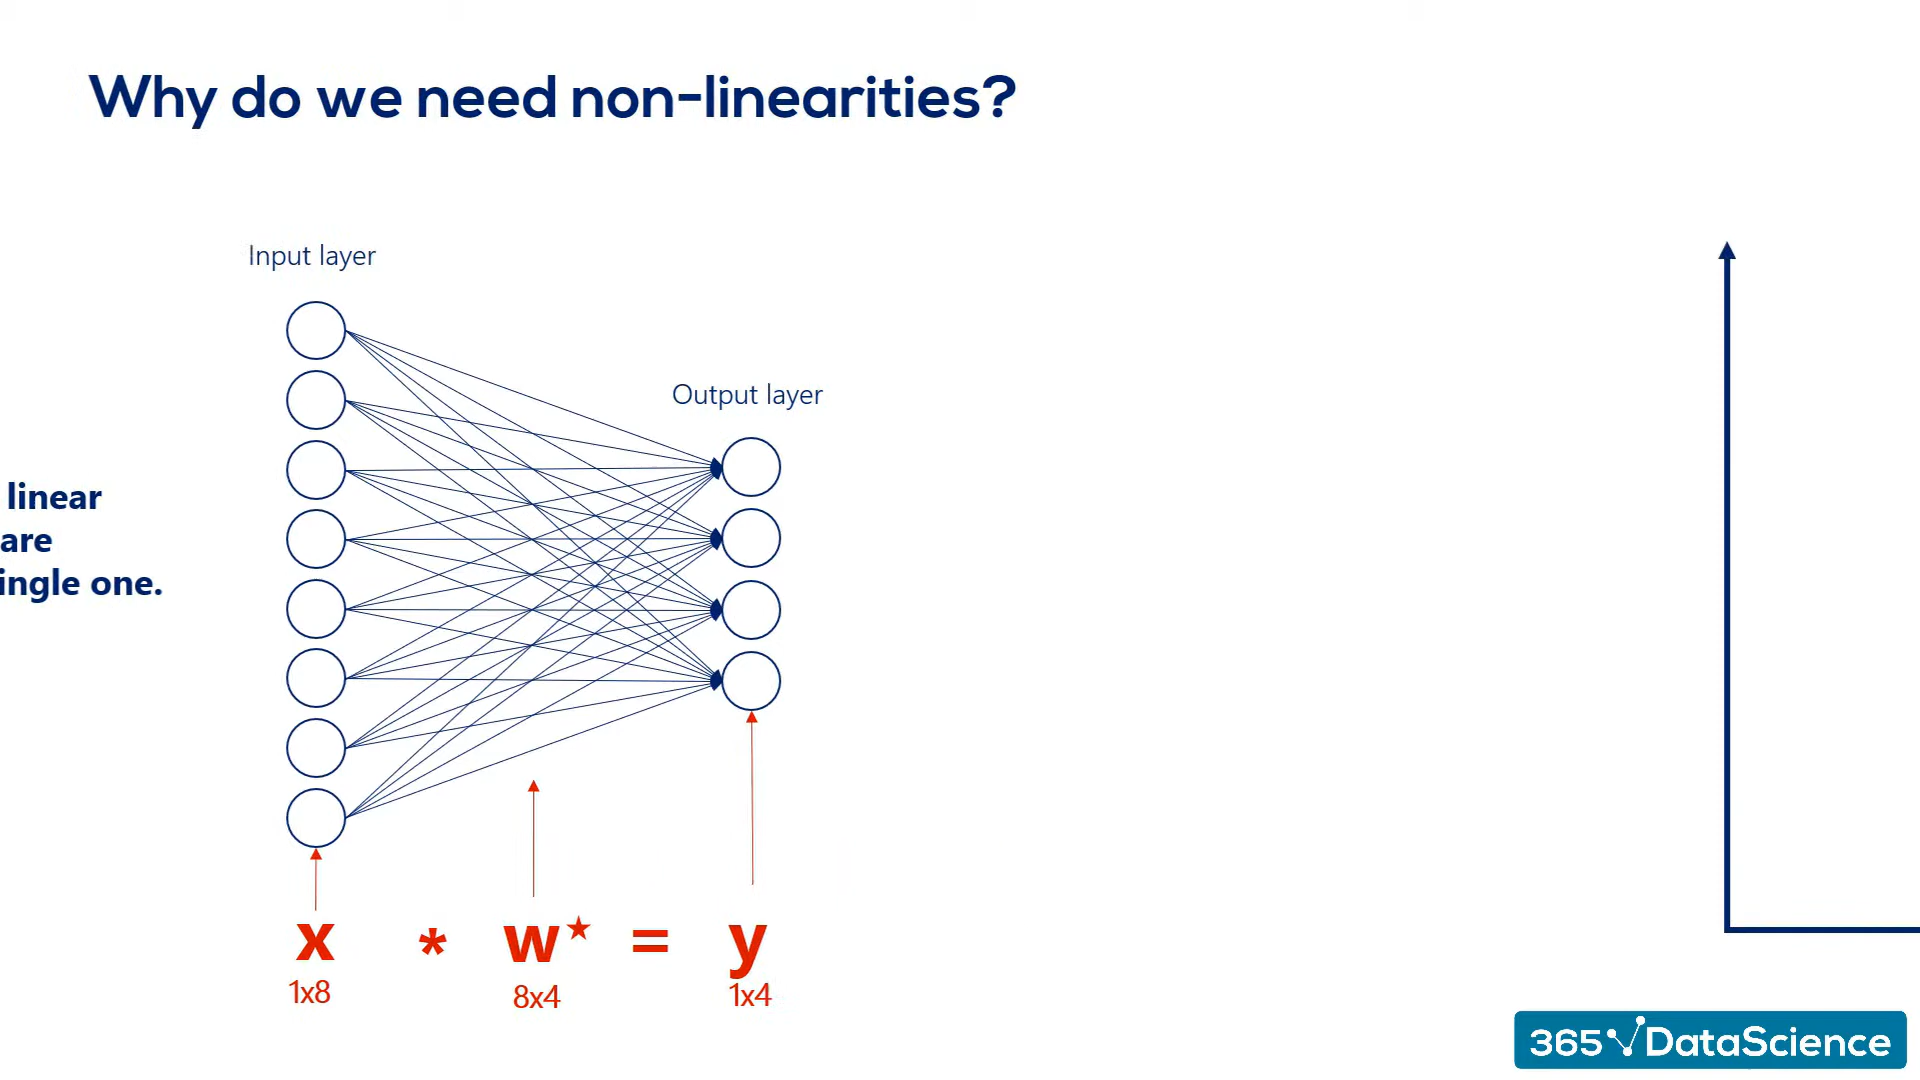 Why do we need non-linearities?
Input layer
Output layer
linear
are
ingle one.
x * w* = y
1x8 8x4 1x4
365 DataScience